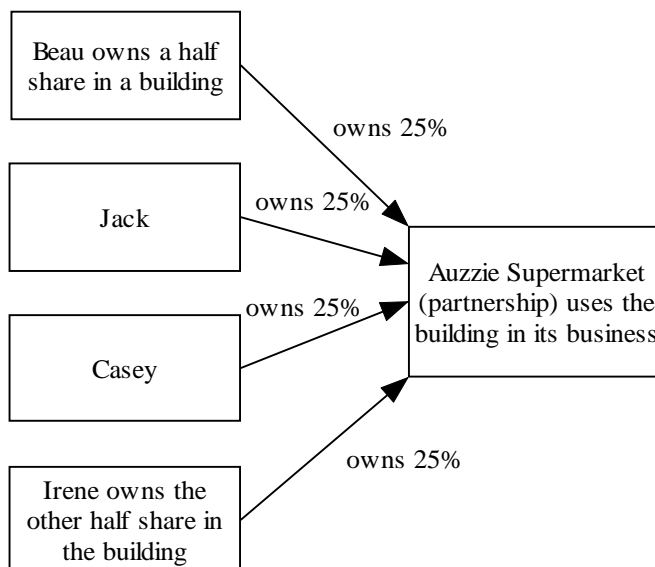 Beau owns a half
share in a building
owns 25%
Jack
owns 25%
Auzzie Supermarket
(partnership) uses the
building in its business
owns 25%
Casey
owns 25%
Irene owns the
other half share in
the building